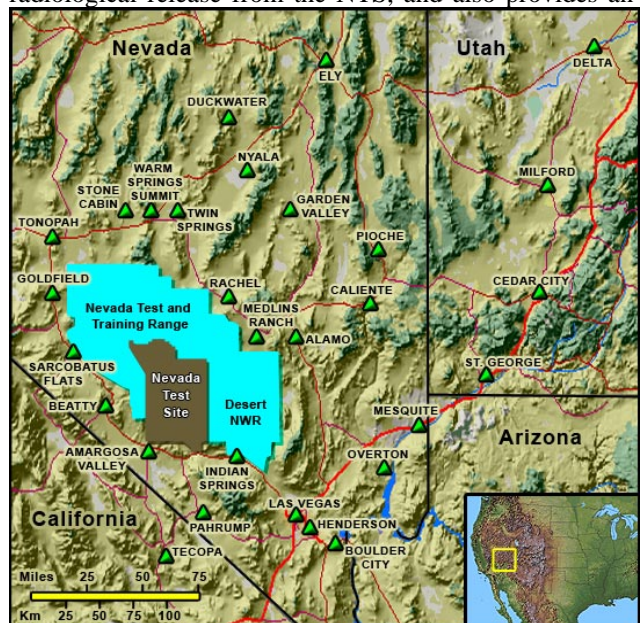 radiological release from the NTS, and also provides an
Nevada
Utah
DELTA
ELY
DUCKWATER
NYALA
MILFORD
WARM
SPRINGS
SUMMIT
STONE
CABIN
TWIN
SPRINGS
GARDEN
VALLEY
TONOPAH
PIOCHE
GOLDFIELD
RACHEL
CALIENTE
CEDAR CITY
Nevada Test and
Training Range
MEDLINS
RANCH
ALAMO
SARCOBATUS
FLATS
ST. GEORGE
Nevada
Test
Site
BEATTY
Desert
NWR
MESQUITE
Arizona
AMARGOSA
VALLEY
INDIAN
SPRINGS
OVERTON
California
LAS VEGAS
PAHRUMP
HENDERSON
BOULDER
CITY
TECOPA
Miles 25 50 75
Km 25 50 75 100